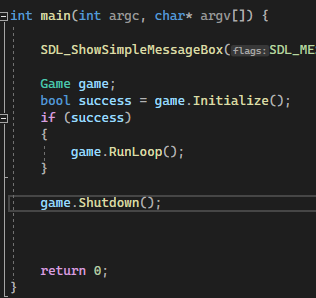 int main(int argc, char* argv[]) {
SDL_ShowSimpleMessageBox(flags:SDL_ME
Game game;
bool success = game.Initialize();
if (success)
{
game.RunLoop();
}
game.Shutdown();
return 0;
}